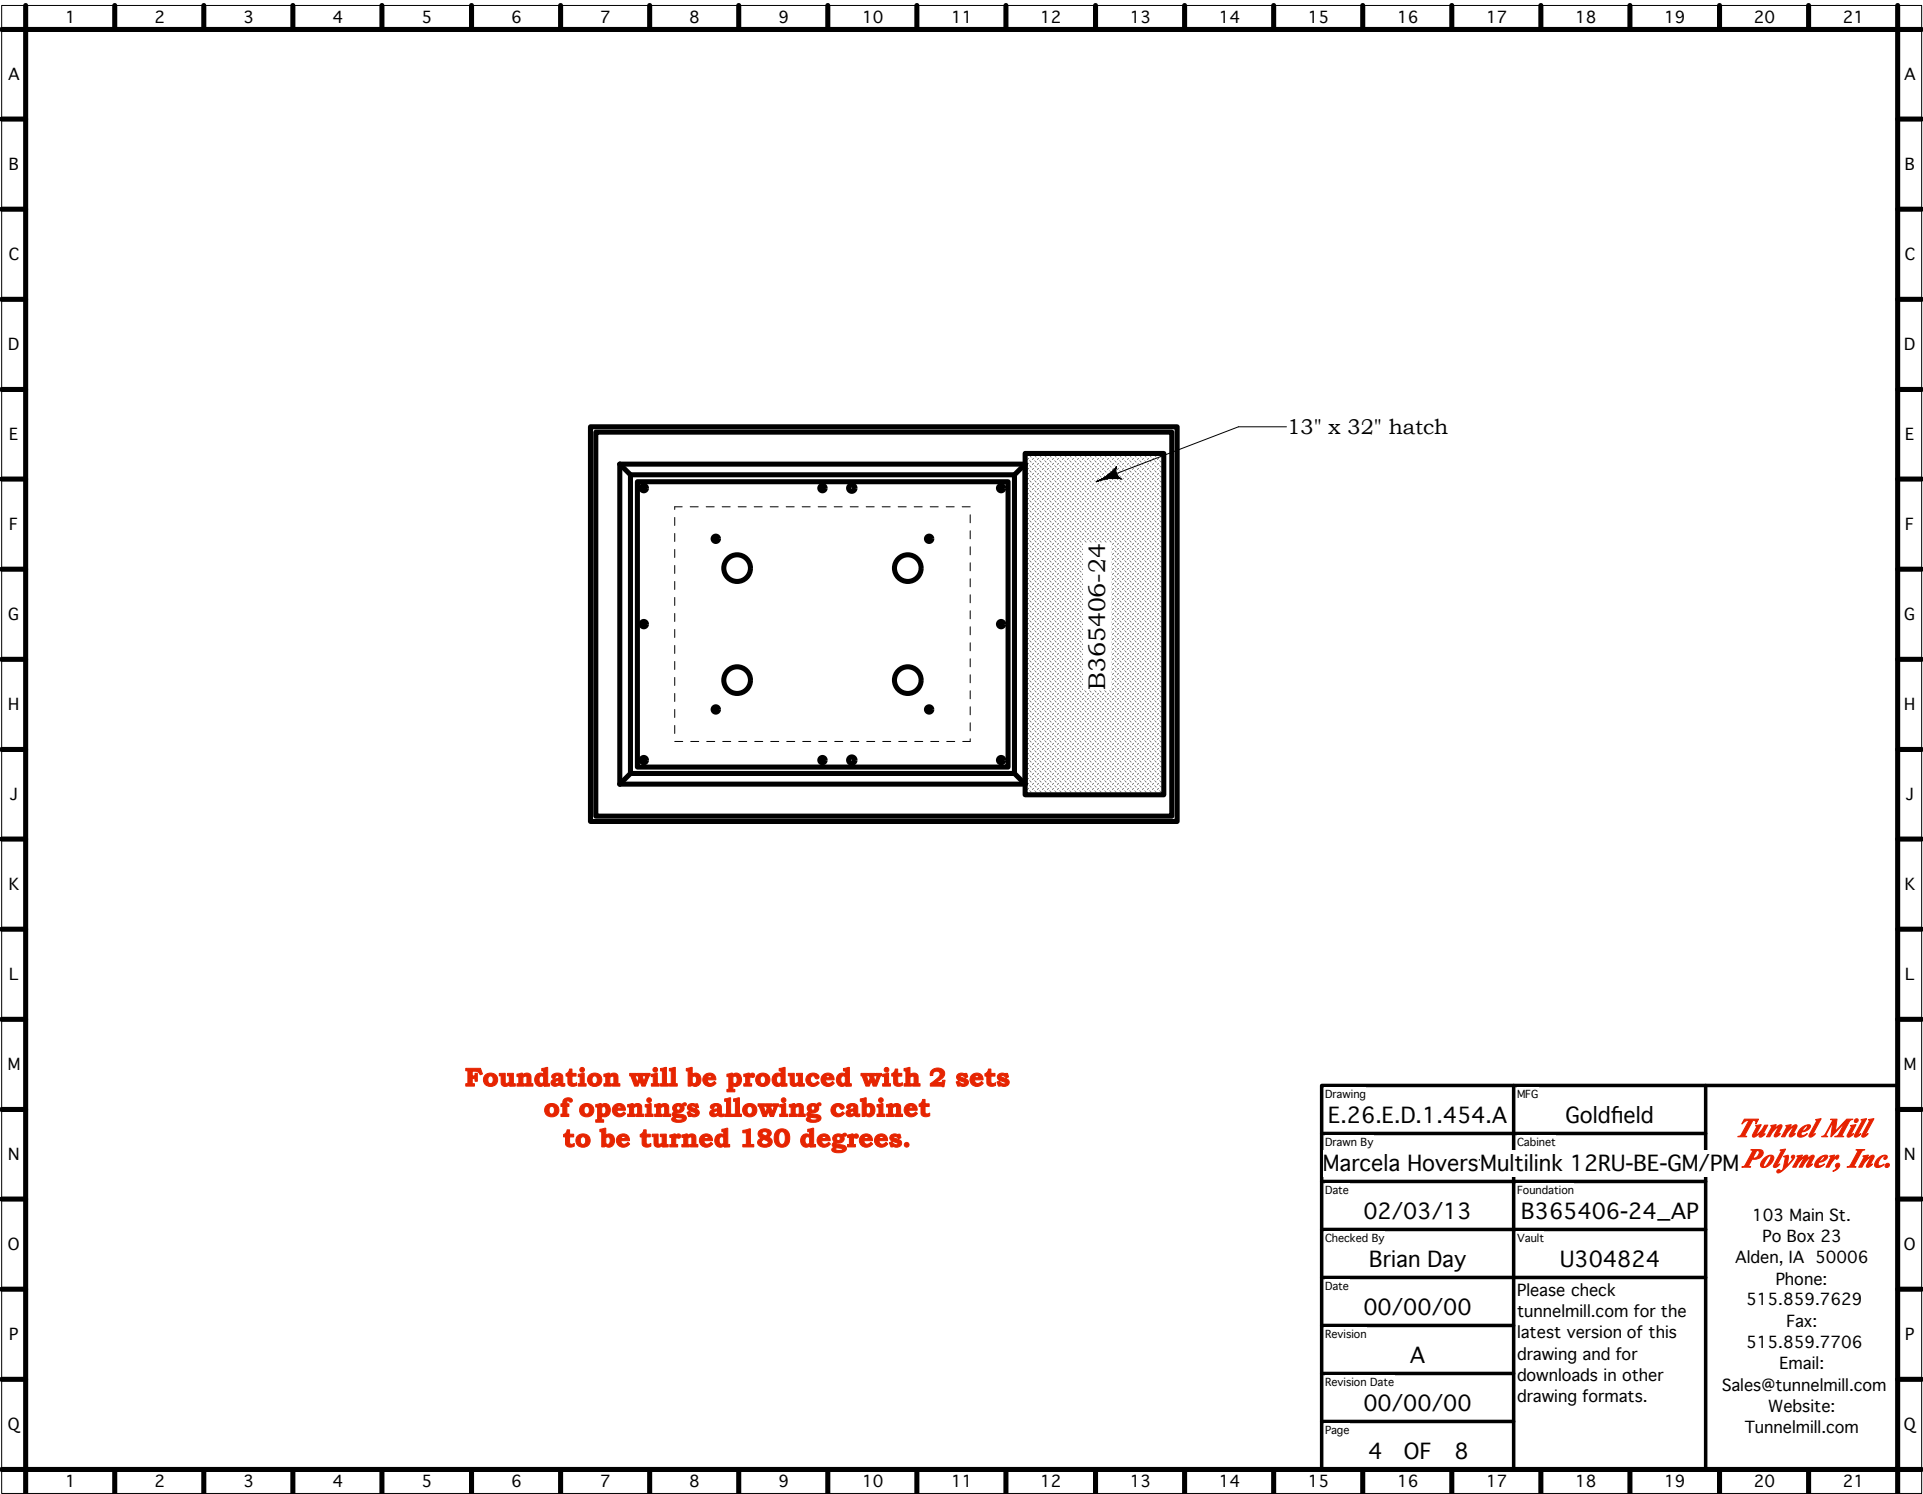 1 2 3 4 5 6 7 8 9 10 11 12 13 14 15 16 17 18 19 20 21
A A
B B
C C
D D
E E
13" x 32" hatch
F F
B365406-24
G G
H H
J J
K K
L L
M M
Foundation will be produced with 2 sets
of openings allowing cabinet
to be turned 180 degrees.
N N
O O
P P
Q Q
Drawing
E.26.E.D.1.454.A
MFG
Goldfield
Drawn By
Marcela Hovers
Cabinet
Multilink 12RU-BE-GM/PM
Date
02/03/13
Foundation
B365406-24_AP
Checked By
Brian Day
Vault
U304824
Date
00/00/00
Revision
A
Revision Date
00/00/00
Page
4 OF 8
Please check
tunnelmill.com for the
latest version of this
drawing and for
downloads in other
drawing formats.
Tunnel Mill
Polymer, Inc.
103 Main St.
Po Box 23
Alden, IA 50006
Phone:
515.859.7629
Fax:
515.859.7706
Email:
Sales@tunnelmill.com
Website:
Tunnelmill.com
1 2 3 4 5 6 7 8 9 10 11 12 13 14 15 16 17 18 19 20 21